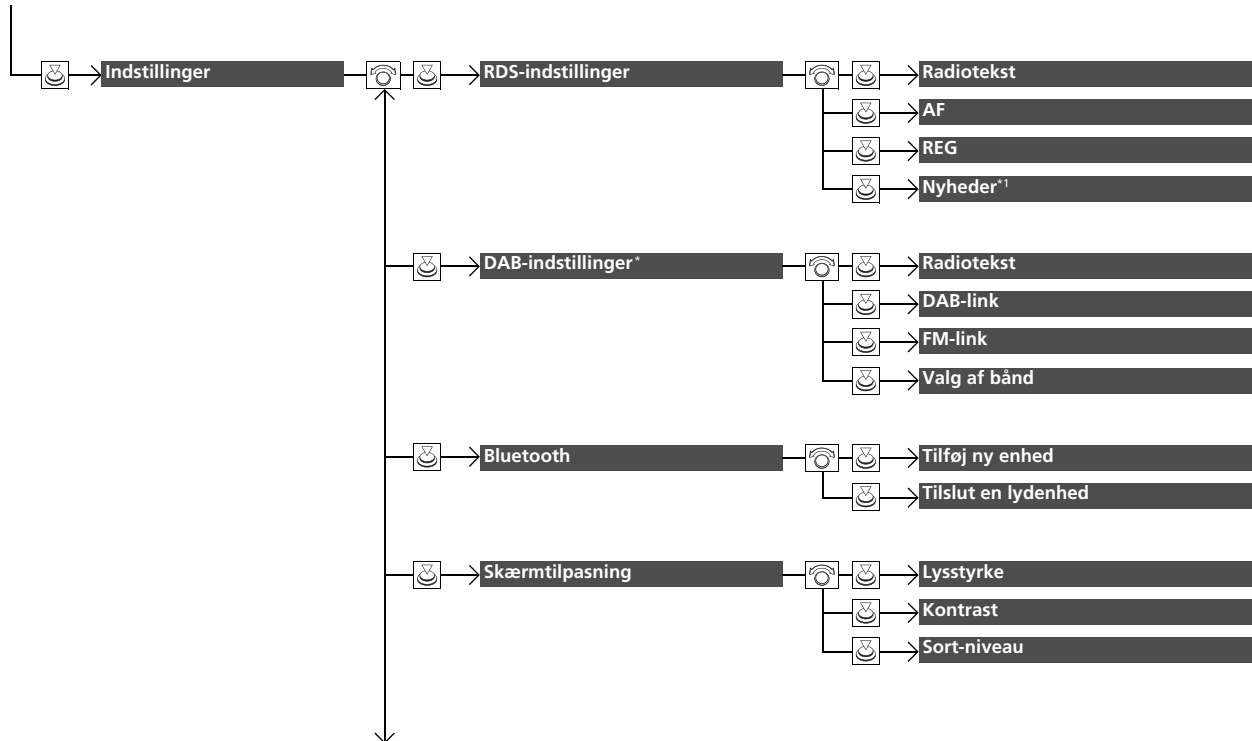 Indstillinger
RDS-indstillinger
Radiotekst
AF
REG
Nyheder*1
DAB-indstillinger*
Radiotekst
DAB-link
FM-link
Valg af bånd
Bluetooth
Tilføj ny enhed
Tilslut en lydenhed
Skærmtilpasning
Lysstyrke
Kontrast
Sort-niveau